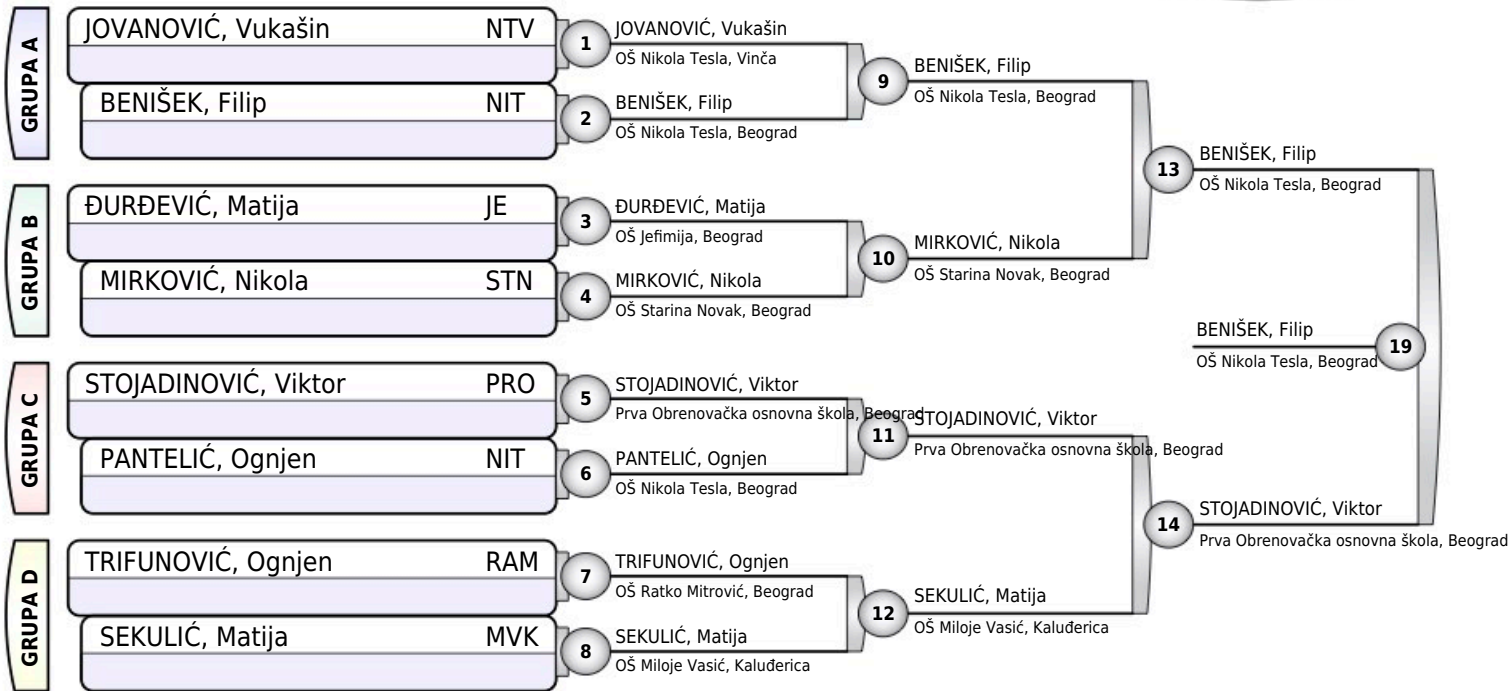 GRUPA A
JOVANOVIĆ, Vukašin NTV
BENIŠEK, Filip NIT
1
JOVANOVIĆ, Vukašin
OŠ Nikola Tesla, Vinča
2
BENIŠEK, Filip
OŠ Nikola Tesla, Beograd
9
BENIŠEK, Filip
OŠ Nikola Tesla, Beograd
GRUPA B
ĐURĐEVIĆ, Matija JE
MIRKOVIĆ, Nikola STN
3
ĐURĐEVIĆ, Matija
OŠ Jefimija, Beograd
4
MIRKOVIĆ, Nikola
OŠ Starina Novak, Beograd
10
MIRKOVIĆ, Nikola
OŠ Starina Novak, Beograd
13
BENIŠEK, Filip
OŠ Nikola Tesla, Beograd
GRUPA C
STOJADINOVIĆ, Viktor PRO
PANTELIĆ, Ognjen NIT
5
STOJADINOVIĆ, Viktor
Prva Obrenovačka osnovna škola, Beograd
6
PANTELIĆ, Ognjen
OŠ Nikola Tesla, Beograd
11
STOJADINOVIĆ, Viktor
Prva Obrenovačka osnovna škola, Beograd
GRUPA D
TRIFUNOVIĆ, Ognjen RAM
SEKULIĆ, Matija MVK
7
TRIFUNOVIĆ, Ognjen
OŠ Ratko Mitrović, Beograd
8
SEKULIĆ, Matija
OŠ Miloje Vasić, Kaluđerica
12
SEKULIĆ, Matija
OŠ Miloje Vasić, Kaluđerica
14
STOJADINOVIĆ, Viktor
Prva Obrenovačka osnovna škola, Beograd
BENIŠEK, Filip
OŠ Nikola Tesla, Beograd
19